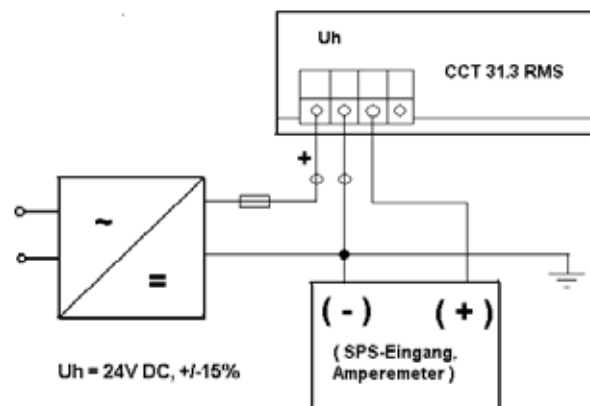 Uh
CCT 31.3 RMS
+
~
=
( - ) ( + )
( SPS-Eingang,
Amperemeter )
Uh = 24V DC, +/-15%